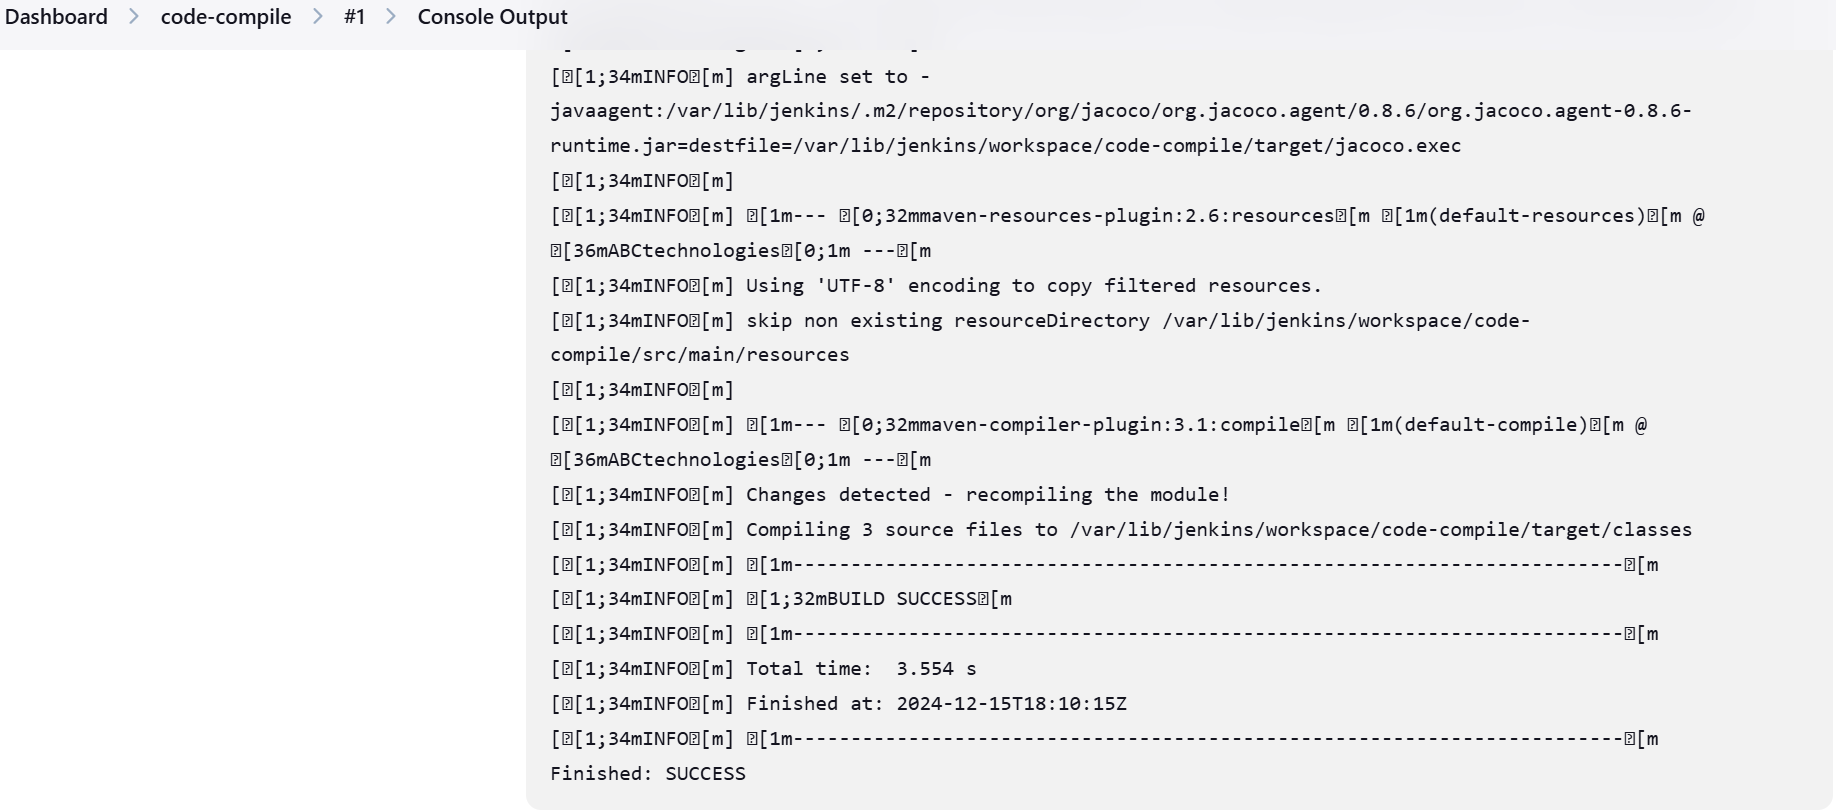 Dashboard > code-compile > #1 > Console Output
[�[1;34mINFO�[m] argLine set to -
javaagent:/var/lib/jenkins/.m2/repository/org/jacoco/org.jacoco.agent/0.8.6/org.jacoco.agent-0.8.6-
runtime.jar=destfile=/var/lib/jenkins/workspace/code-compile/target/jacoco.exec
[�[1;34mINFO�[m]
[�[1;34mINFO�[m] �[1m--- �[0;32mmaven-resources-plugin:2.6:resources�[m �[1m(default-resources)�[m @
�[36mABCtechnologies�[0;1m ---�[m
[�[1;34mINFO�[m] Using 'UTF-8' encoding to copy filtered resources.
[�[1;34mINFO�[m] skip non existing resourceDirectory /var/lib/jenkins/workspace/code-
compile/src/main/resources
[�[1;34mINFO�[m]
[�[1;34mINFO�[m] �[1m--- �[0;32mmaven-compiler-plugin:3.1:compile�[m �[1m(default-compile)�[m @
�[36mABCtechnologies�[0;1m ---�[m
[�[1;34mINFO�[m] Changes detected - recompiling the module!
[�[1;34mINFO�[m] Compiling 3 source files to /var/lib/jenkins/workspace/code-compile/target/classes
[�[1;34mINFO�[m] �[1m------------------------------------------------------------------------�[m
[�[1;34mINFO�[m] �[1;32mBUILD SUCCESS�[m
[�[1;34mINFO�[m] �[1m------------------------------------------------------------------------�[m
[�[1;34mINFO�[m] Total time:  3.554 s
[�[1;34mINFO�[m] Finished at: 2024-12-15T18:10:15Z
[�[1;34mINFO�[m] �[1m------------------------------------------------------------------------�[m
Finished: SUCCESS